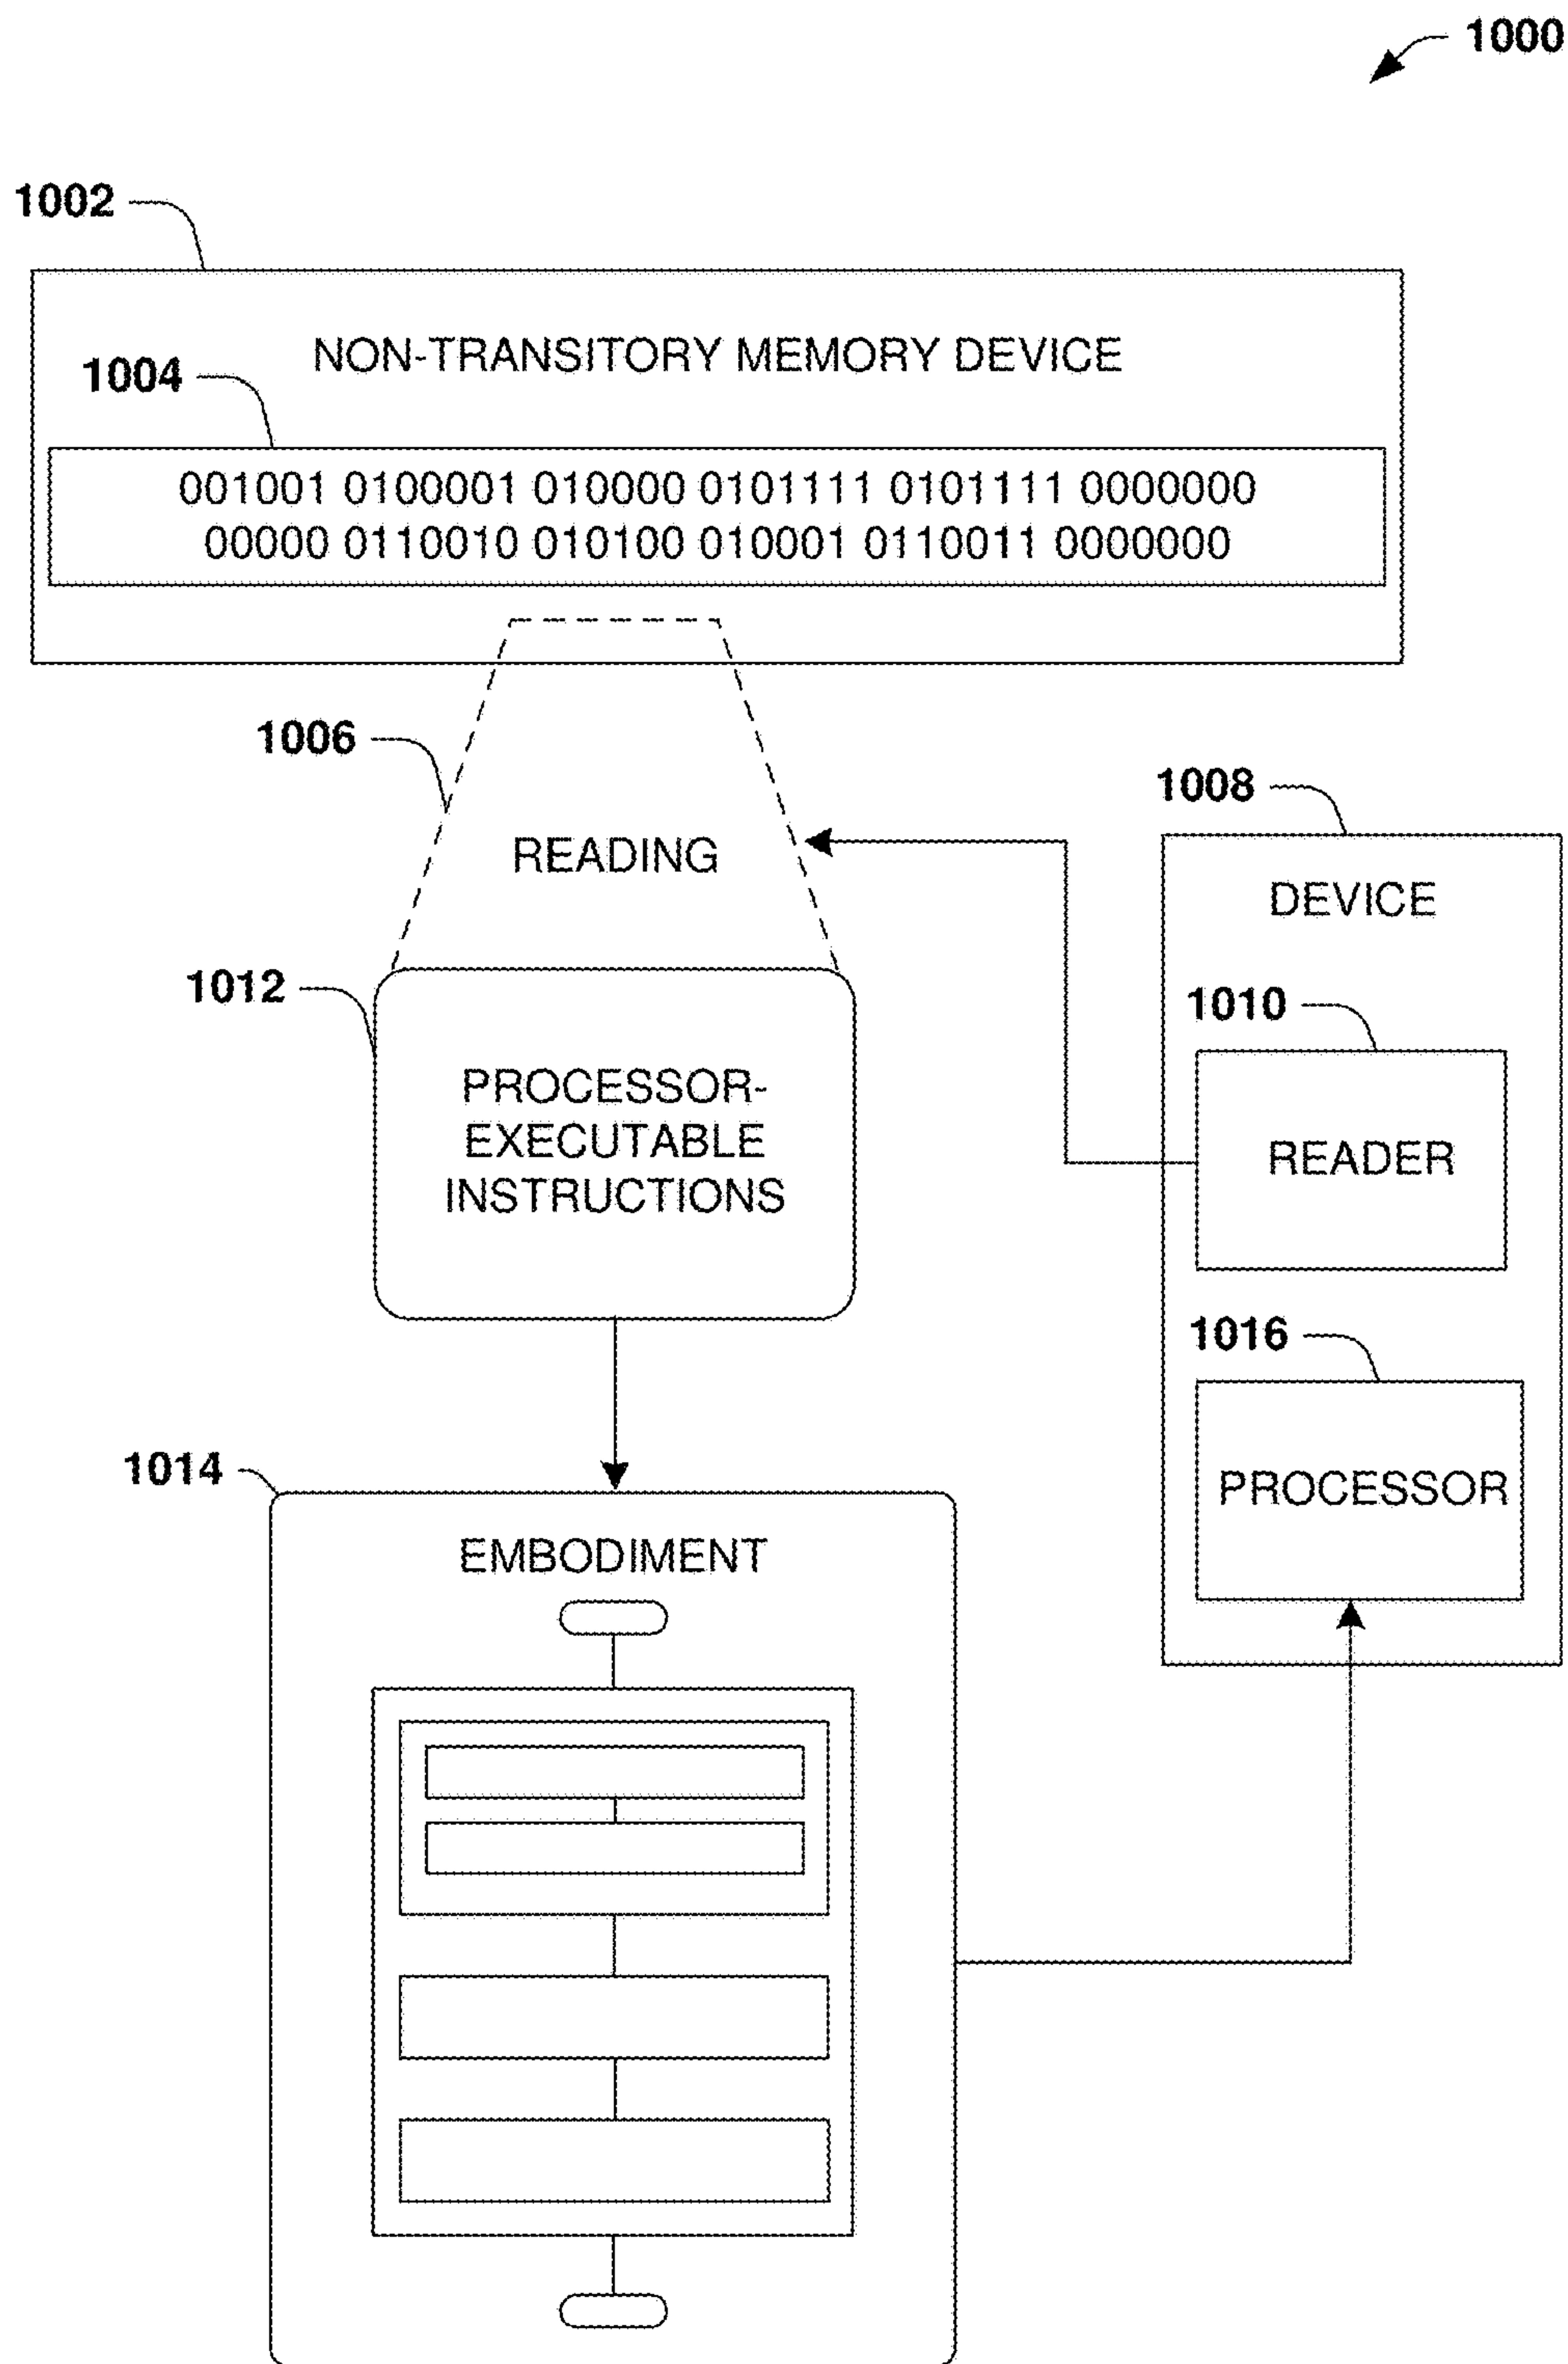 1000
1002
NON-TRANSITORY MEMORY DEVICE
1004
001001 0100001 010000 0101111 0101111 0000000
00000 0110010 010100 010001 0110011 0000000
1006
READING
1008
DEVICE
1010
READER
1012
PROCESSOR-
EXECUTABLE
INSTRUCTIONS
1016
PROCESSOR
1014
EMBODIMENT